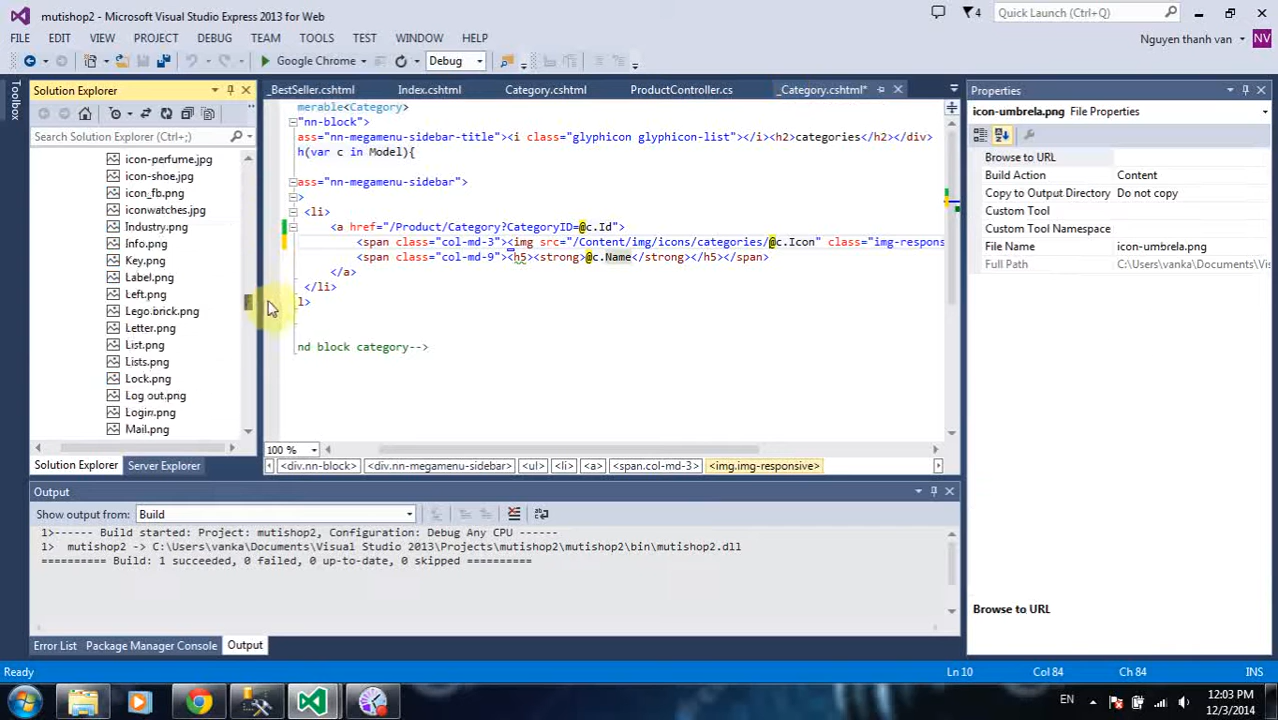 mutishop2 - Microsoft Visual Studio Express 2013 for Web
4
Quick Launch (Ctrl+Q)
FILE EDIT VIEW PROJECT DEBUG TEAM TOOLS TEST WINDOW HELP
Nguyen thanh van
NV
Google Chrome
Debug
Toolbox
Solution Explorer
Search Solution Explorer (Ctrl+;)
icon-perfume.jpg
icon-shoe.jpg
icon_fb.png
iconwatches.jpg
Industry.png
Info.png
Key.png
Label.png
Left.png
Lego brick.png
Letter.png
List.png
Lists.png
Lock.png
Log out.png
Login.png
Mail.png
Solution Explorer Server Explorer
_BestSeller.cshtml Index.cshtml Category.cshtml ProductController.cs _Category.cshtml*
merable<Category>
"nn-block">
ass="nn-megamenu-sidebar-title"><i class="glyphicon glyphicon-list"></i><h2>categories</h2></div>
h(var c in Model){
ass="nn-megamenu-sidebar">
>
<li>
<a href="/Product/Category?CategoryID=@c.Id">
<span class="col-md-3"><img src="/Content/img/icons/categories/@c.Icon" class="img-respons
<span class="col-md-9"><h5><strong>@c.Name</strong></h5></span>
</a>
</li>
l>
nd block category-->
100 %
<div.nn-block> <div.nn-megamenu-sidebar> <ul> <li> <a> <span.col-md-3> <img.img-responsive>
Properties
icon-umbrela.png File Properties
Browse to URL
Build Action Content
Copy to Output Directory Do not copy
Custom Tool
Custom Tool Namespace
File Name icon-umbrela.png
Full Path C:\Users\vanka\Documents\V
Browse to URL
Output
Show output from: Build
1>------ Build started: Project: mutishop2, Configuration: Debug Any CPU ------
1> mutishop2 -> C:\Users\vanka\Documents\Visual Studio 2013\Projects\mutishop2\mutishop2\bin\mutishop2.dll
========== Build: 1 succeeded, 0 failed, 0 up-to-date, 0 skipped ==========
Error List Package Manager Console Output
Ready
Ln 10 Col 84 Ch 84 INS
EN
12:03 PM
12/3/2014